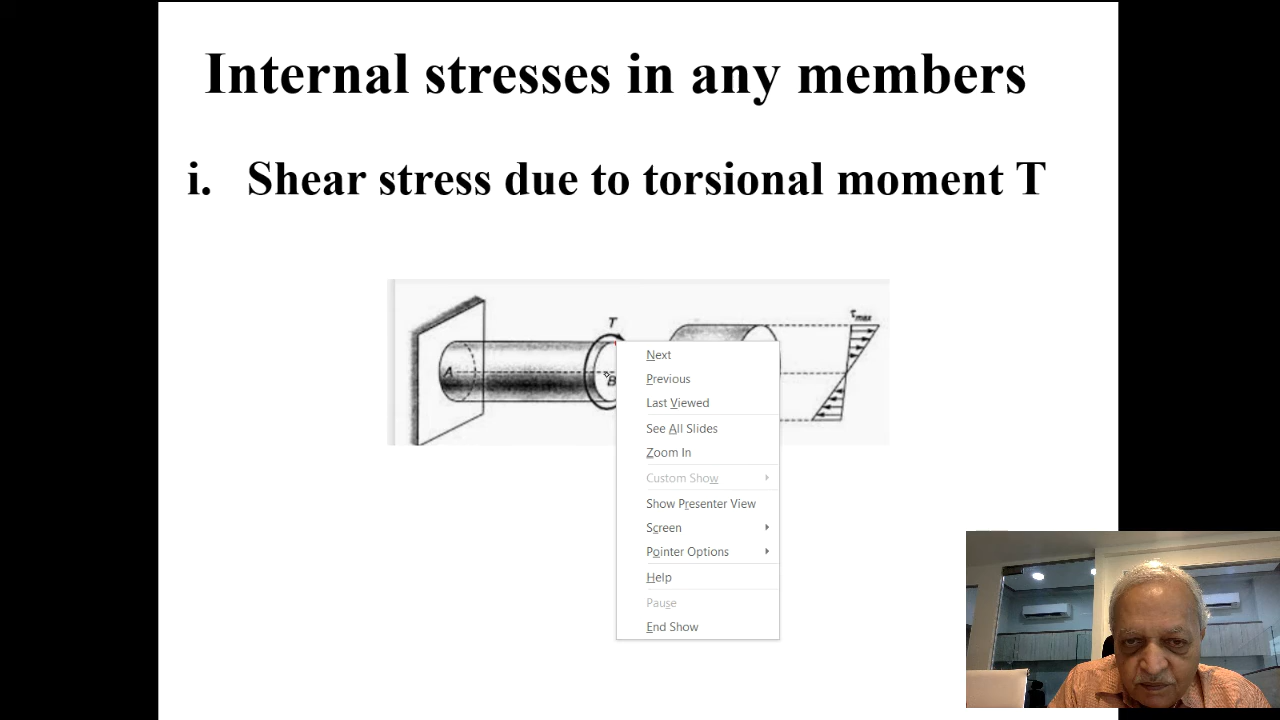 Internal stresses in any members
i. Shear stress due to torsional moment T
T
τmax
A
B
Next
Previous
Last Viewed
See All Slides
Zoom In
Custom Show
Show Presenter View
Screen
Pointer Options
Help
Pause
End Show